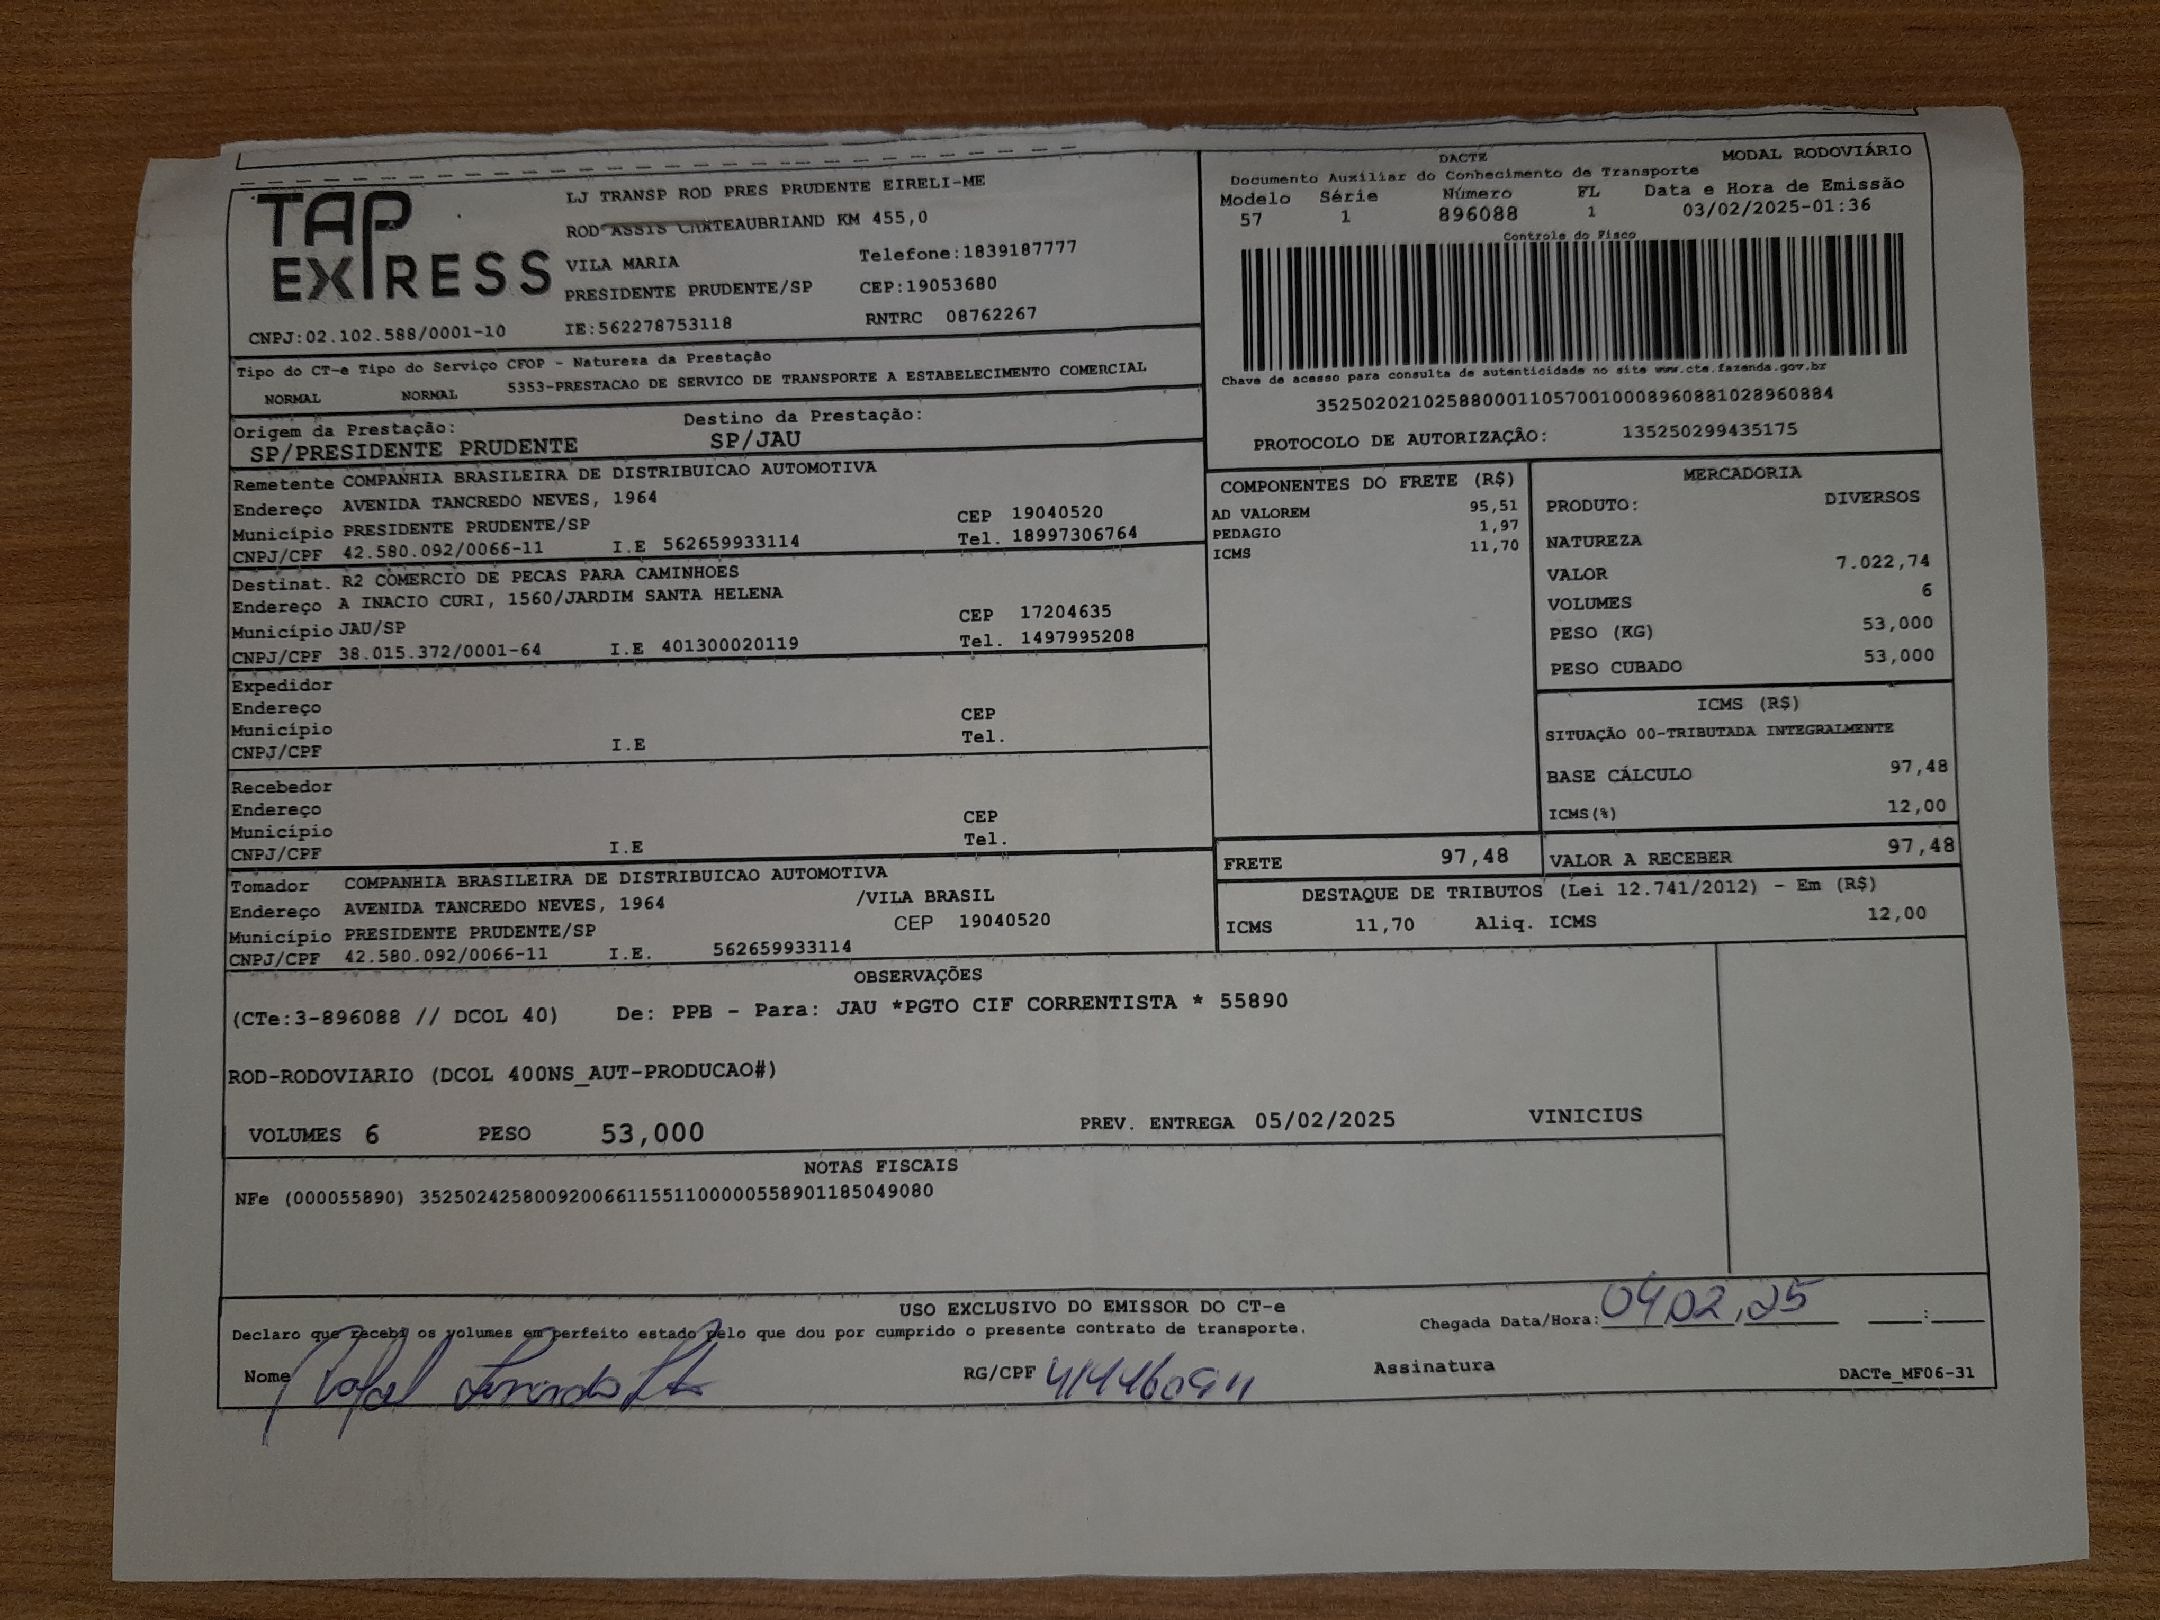 TAP
EXPRESS
CNPJ:02.102.588/0001-10
LJ TRANSP ROD PRES PRUDENTE EIRELI-ME
ROD ASSIS CHATEAUBRIAND KM 455,0
VILA MARIA Telefone:1839187777
PRESIDENTE PRUDENTE/SP CEP:19053680
IE:562278753118 RNTRC 08762267
DACTE MODAL RODOVIÁRIO
Documento Auxiliar do Conhecimento de Transporte
Modelo Série Número FL Data e Hora de Emissão
57 1 896088 1 03/02/2025-01:36
Controle do Fisco
Chave de acesso para consulta de autenticidade no site www.cte.fazenda.gov.br
35250202102588000110570010008960881028960884
PROTOCOLO DE AUTORIZAÇÃO: 135250299435175
Tipo do CT-e Tipo do Serviço CFOP - Natureza da Prestação
NORMAL NORMAL 5353-PRESTACAO DE SERVICO DE TRANSPORTE A ESTABELECIMENTO COMERCIAL
Origem da Prestação: Destino da Prestação:
SP/PRESIDENTE PRUDENTE SP/JAU
Remetente COMPANHIA BRASILEIRA DE DISTRIBUICAO AUTOMOTIVA
Endereço AVENIDA TANCREDO NEVES, 1964
Município PRESIDENTE PRUDENTE/SP CEP 19040520
CNPJ/CPF 42.580.092/0066-11 I.E 562659933114 Tel. 18997306764
Destinat. R2 COMERCIO DE PECAS PARA CAMINHOES
Endereço A INACIO CURI, 1560/JARDIM SANTA HELENA
Município JAU/SP CEP 17204635
CNPJ/CPF 38.015.372/0001-64 I.E 401300020119 Tel. 1497995208
Expedidor
Endereço
Município CEP
CNPJ/CPF I.E Tel.
Recebedor
Endereço
Município CEP
CNPJ/CPF I.E Tel.
Tomador COMPANHIA BRASILEIRA DE DISTRIBUICAO AUTOMOTIVA
Endereço AVENIDA TANCREDO NEVES, 1964 /VILA BRASIL
Município PRESIDENTE PRUDENTE/SP CEP 19040520
CNPJ/CPF 42.580.092/0066-11 I.E. 562659933114
COMPONENTES DO FRETE (R$)
AD VALOREM 95,51
PEDAGIO 1,97
ICMS 11,70
MERCADORIA
PRODUTO: DIVERSOS
NATUREZA
VALOR 7.022,74
VOLUMES 6
PESO (KG) 53,000
PESO CUBADO 53,000
ICMS (R$)
SITUAÇÃO 00-TRIBUTADA INTEGRALMENTE
BASE CÁLCULO 97,48
ICMS(%) 12,00
FRETE 97,48 VALOR A RECEBER 97,48
DESTAQUE DE TRIBUTOS (Lei 12.741/2012) - Em (R$)
ICMS 11,70 Aliq. ICMS 12,00
OBSERVAÇÕES
(CTe:3-896088 // DCOL 40) De: PPB - Para: JAU *PGTO CIF CORRENTISTA * 55890
ROD-RODOVIARIO (DCOL 400NS_AUT-PRODUCAO#)
VOLUMES 6 PESO 53,000 PREV. ENTREGA 05/02/2025 VINICIUS
NOTAS FISCAIS
NFe (000055890) 35250242580092006611551100000558901185049080
USO EXCLUSIVO DO EMISSOR DO CT-e
Declaro que recebi os volumes em perfeito estado pelo que dou por cumprido o presente contrato de transporte.
Chegada Data/Hora: 04 02 25 :
Nome Rafael RG/CPF Assinatura
DACTe_MF06-31